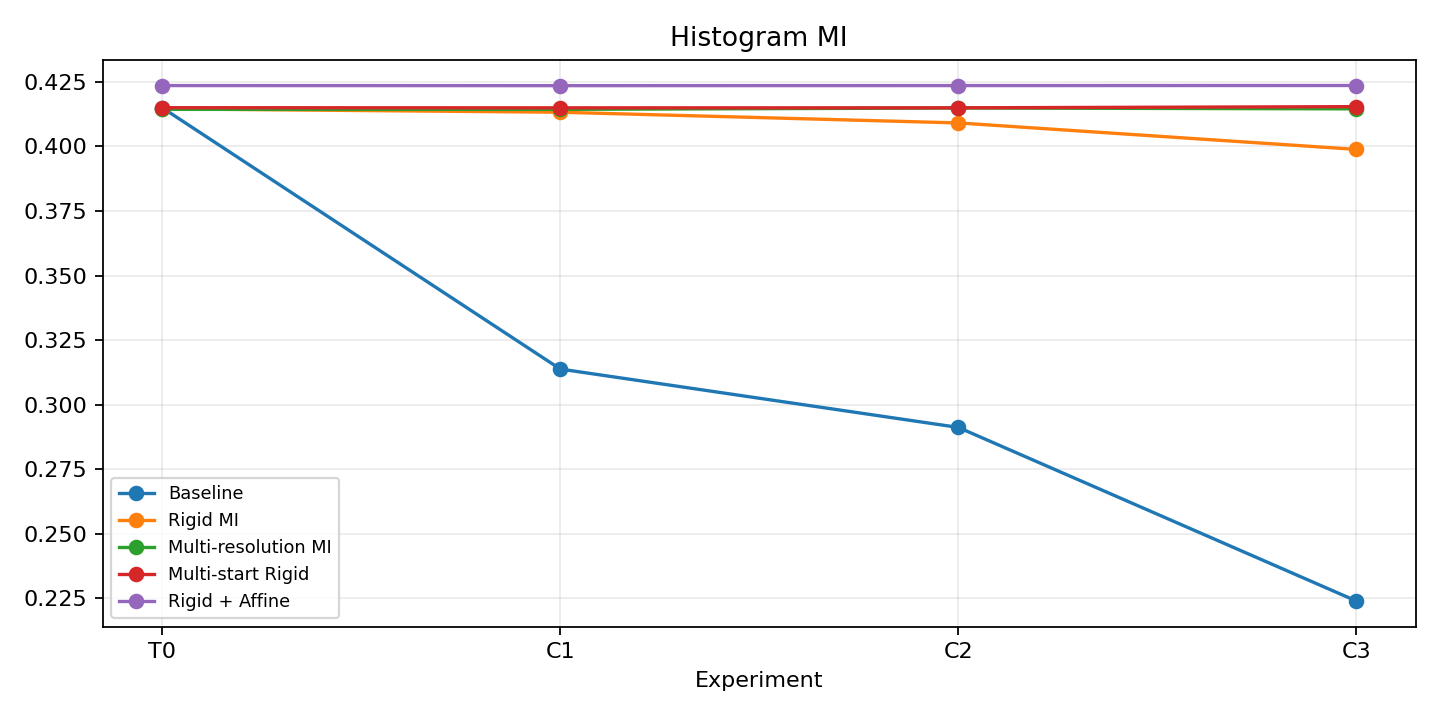 Histogram MI
0.425
0.400
0.375
0.350
0.325
0.300
0.275
0.250
0.225
Baseline
Rigid MI
Multi-resolution MI
Multi-start Rigid
Rigid + Affine
T0 C1 C2 C3
Experiment